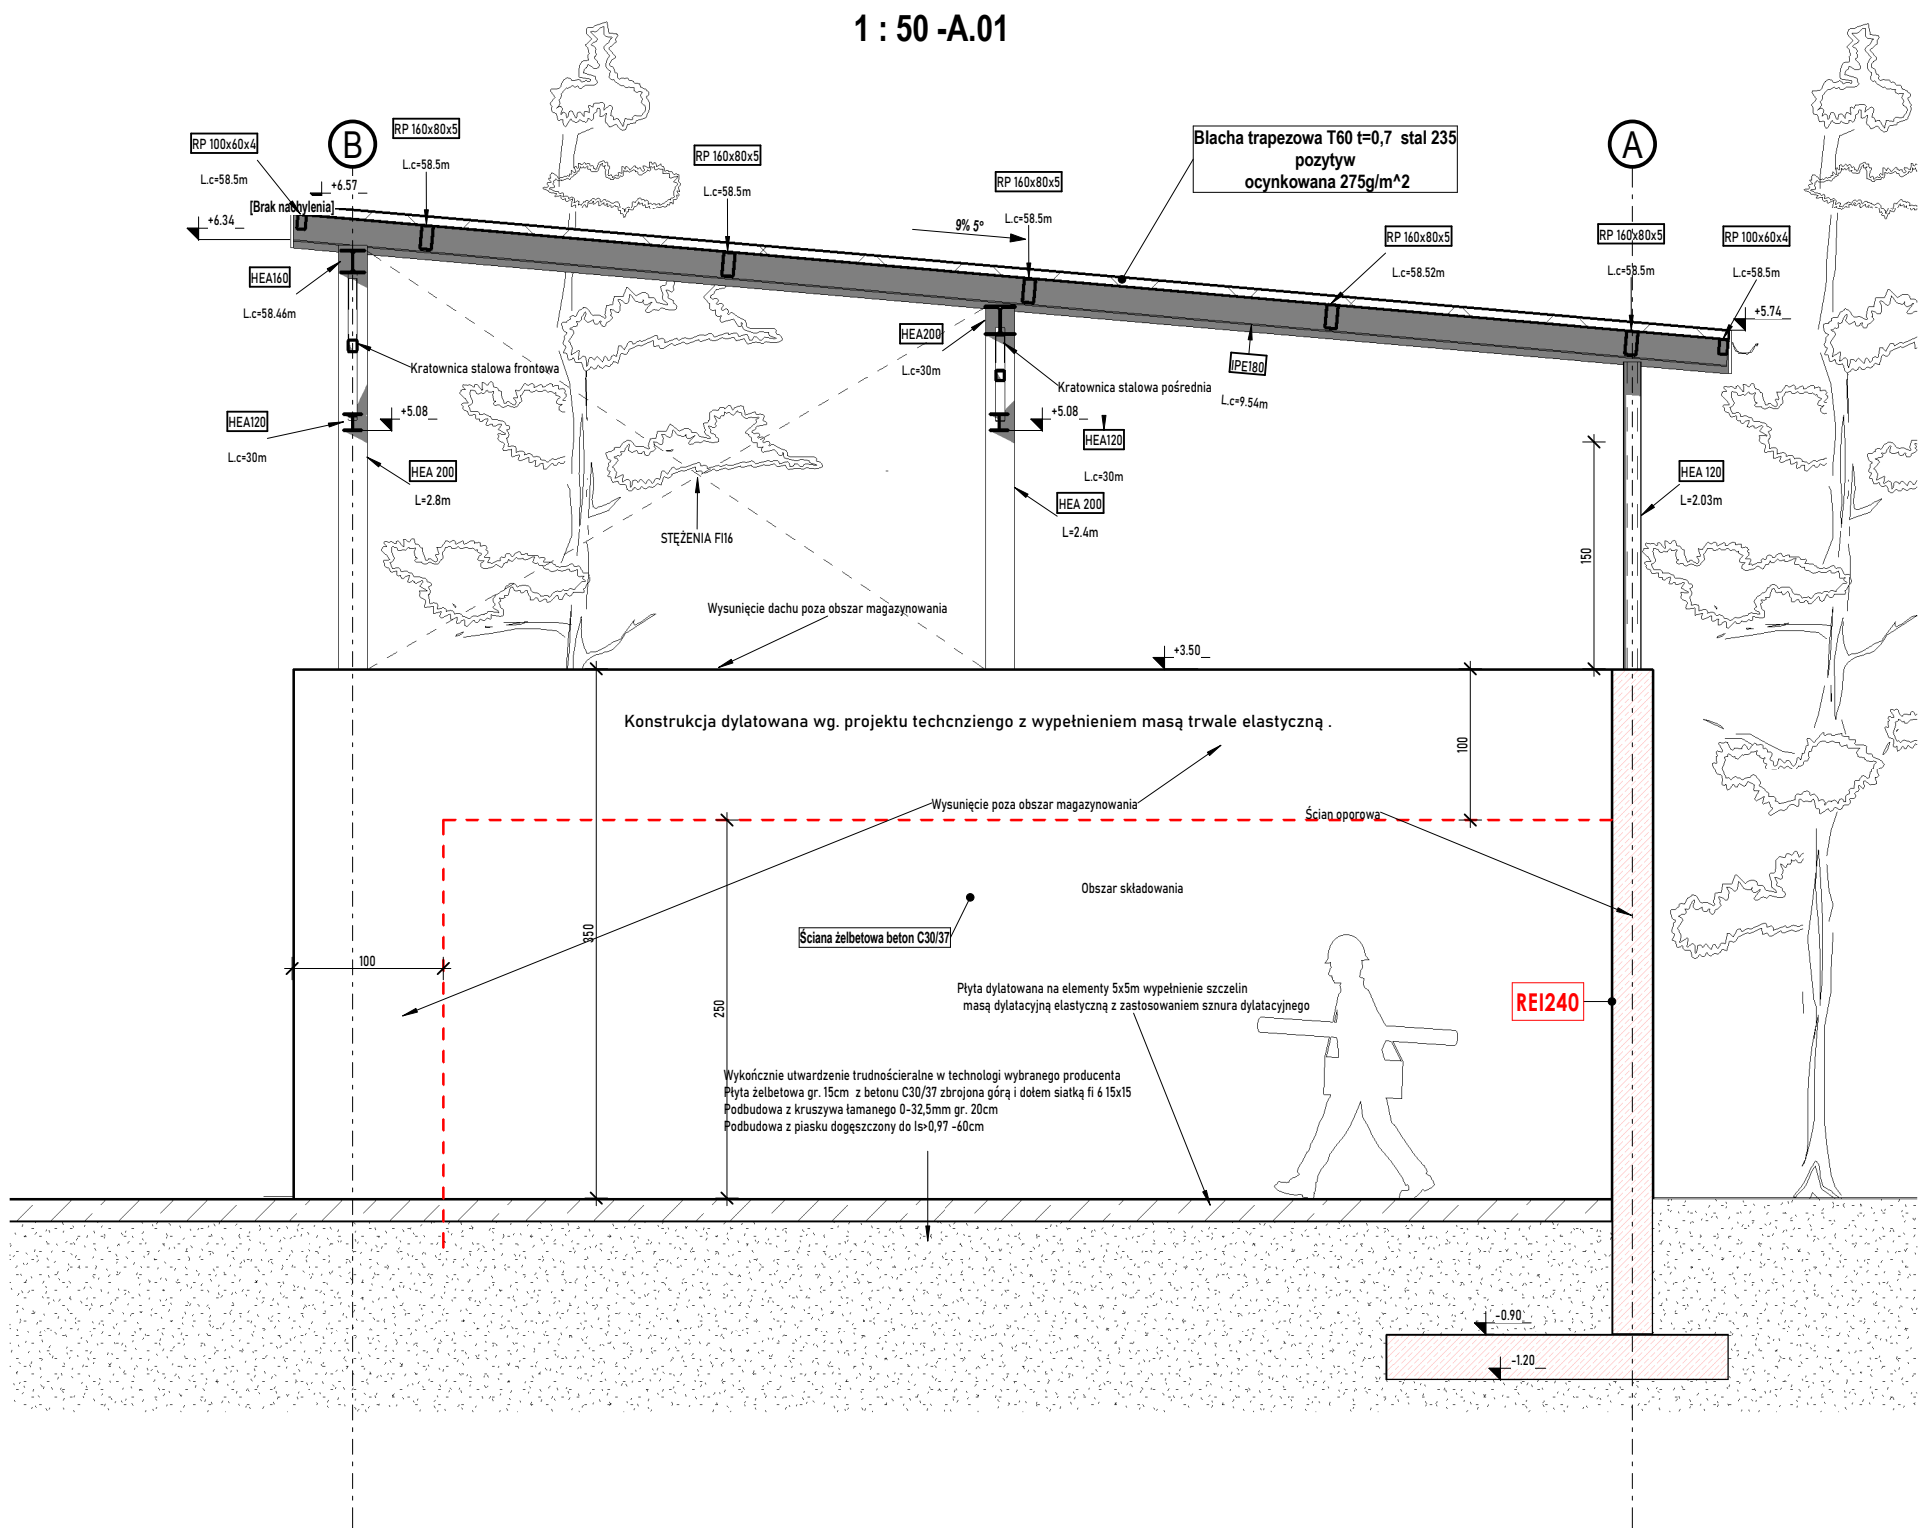 1 : 50 -A.01
B
A
RP 100x60x4
L.c=58.5m
RP 160x80x5
L.c=58.5m
RP 160x80x5
L.c=58.5m
RP 160x80x5
L.c=58.5m
Blacha trapezowa T60 t=0,7 stal 235
pozytyw
ocynkowana 275g/m^2
RP 160x80x5
L.c=58.52m
RP 160x80x5
L.c=58.5m
RP 100x60x4
L.c=58.5m
+6.57
[Brak nachylenia]
+6.34
9% 5°
+5.74
HEA160
L.c=58.46m
Kratownica stalowa frontowa
HEA200
L.c=30m
Kratownica stalowa pośrednia
IPE180
L.c=9.54m
HEA120
L.c=30m
+5.08
HEA 200
L=2.8m
+5.08
HEA120
L.c=30m
HEA 200
L=2.4m
HEA 120
L=2.03m
STĘŻENIA FI16
150
Wysunięcie dachu poza obszar magazynowania
+3.50
Konstrukcja dylatowana wg. projektu techcnziengo z wypełnieniem masą trwale elastyczną .
100
Wysunięcie poza obszar magazynowania
Ścian oporowa
Obszar składowania
350
Ściana żelbetowa beton C30/37
100
250
Płyta dylatowana na elementy 5x5m wypełnienie szczelin
masą dylatacyjną elastyczną z zastosowaniem sznura dylatacyjnego
REI240
Wykończnie utwardzenie trudnościeralne w technologi wybranego producenta
Płyta żelbetowa gr. 15cm z betonu C30/37 zbrojona górą i dołem siatką fi 6 15x15
Podbudowa z kruszywa łamanego 0-32,5mm gr. 20cm
Podbudowa z piasku dogęszczony do Is>0,97 -60cm
-0.90
-1.20